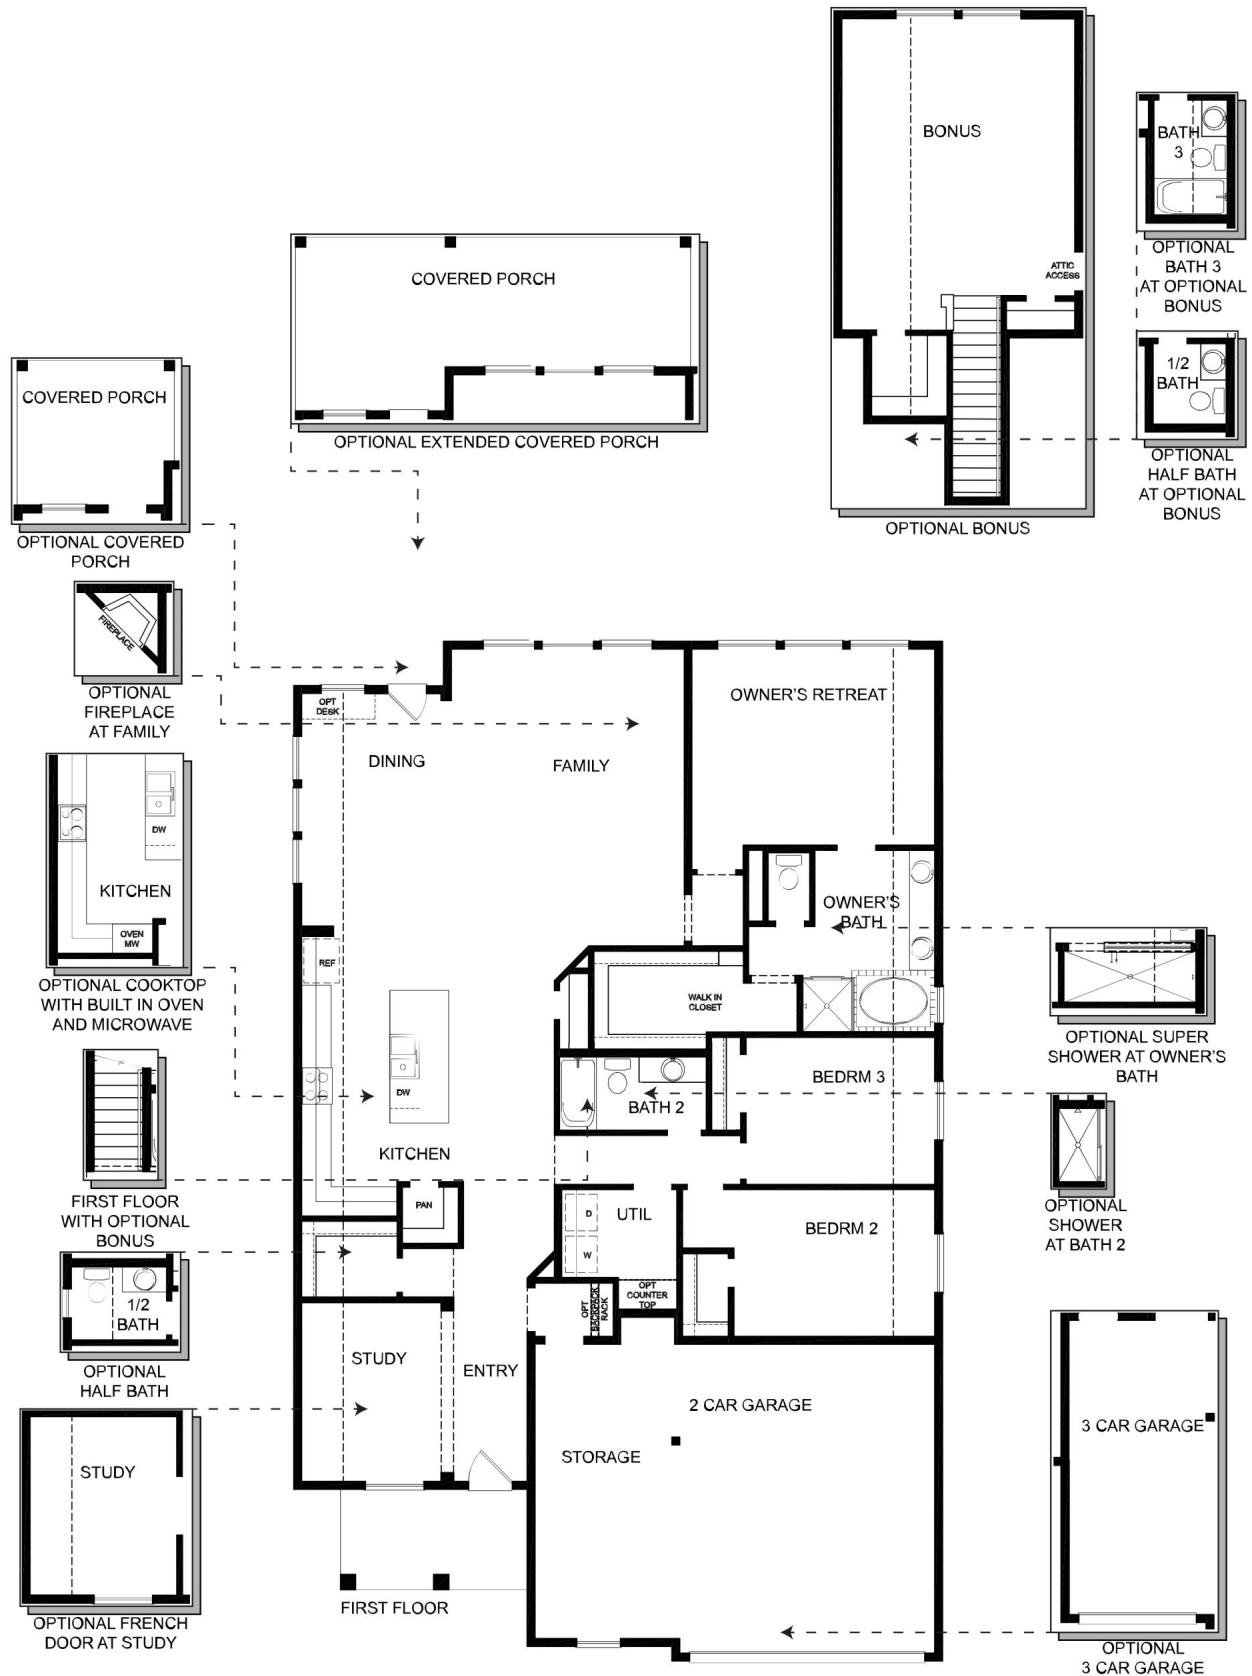 BONUS
ATTIC
ACCESS
OPTIONAL BONUS
BATH
3
OPTIONAL
BATH 3
AT OPTIONAL
BONUS
1/2
BATH
OPTIONAL
HALF BATH
AT OPTIONAL
BONUS
COVERED PORCH
OPTIONAL EXTENDED COVERED PORCH
COVERED PORCH
OPTIONAL COVERED
PORCH
FIREPLACE
OPTIONAL
FIREPLACE
AT FAMILY
KITCHEN
DW
OVEN
MW
OPTIONAL COOKTOP
WITH BUILT IN OVEN
AND MICROWAVE
FIRST FLOOR
WITH OPTIONAL
BONUS
1/2
BATH
OPTIONAL
HALF BATH
STUDY
OPTIONAL FRENCH
DOOR AT STUDY
OPT
DESK
DINING
FAMILY
OWNER'S RETREAT
OWNER'S
BATH
REF
WALK IN
CLOSET
DW
KITCHEN
PAN
BATH 2
BEDRM 3
D
W
UTIL
BEDRM 2
OPT
COUNTER
TOP
OPT
BACKPACK
RACK
STUDY
ENTRY
2 CAR GARAGE
STORAGE
FIRST FLOOR
OPTIONAL SUPER
SHOWER AT OWNER'S
BATH
OPTIONAL
SHOWER
AT BATH 2
3 CAR GARAGE
OPTIONAL
3 CAR GARAGE